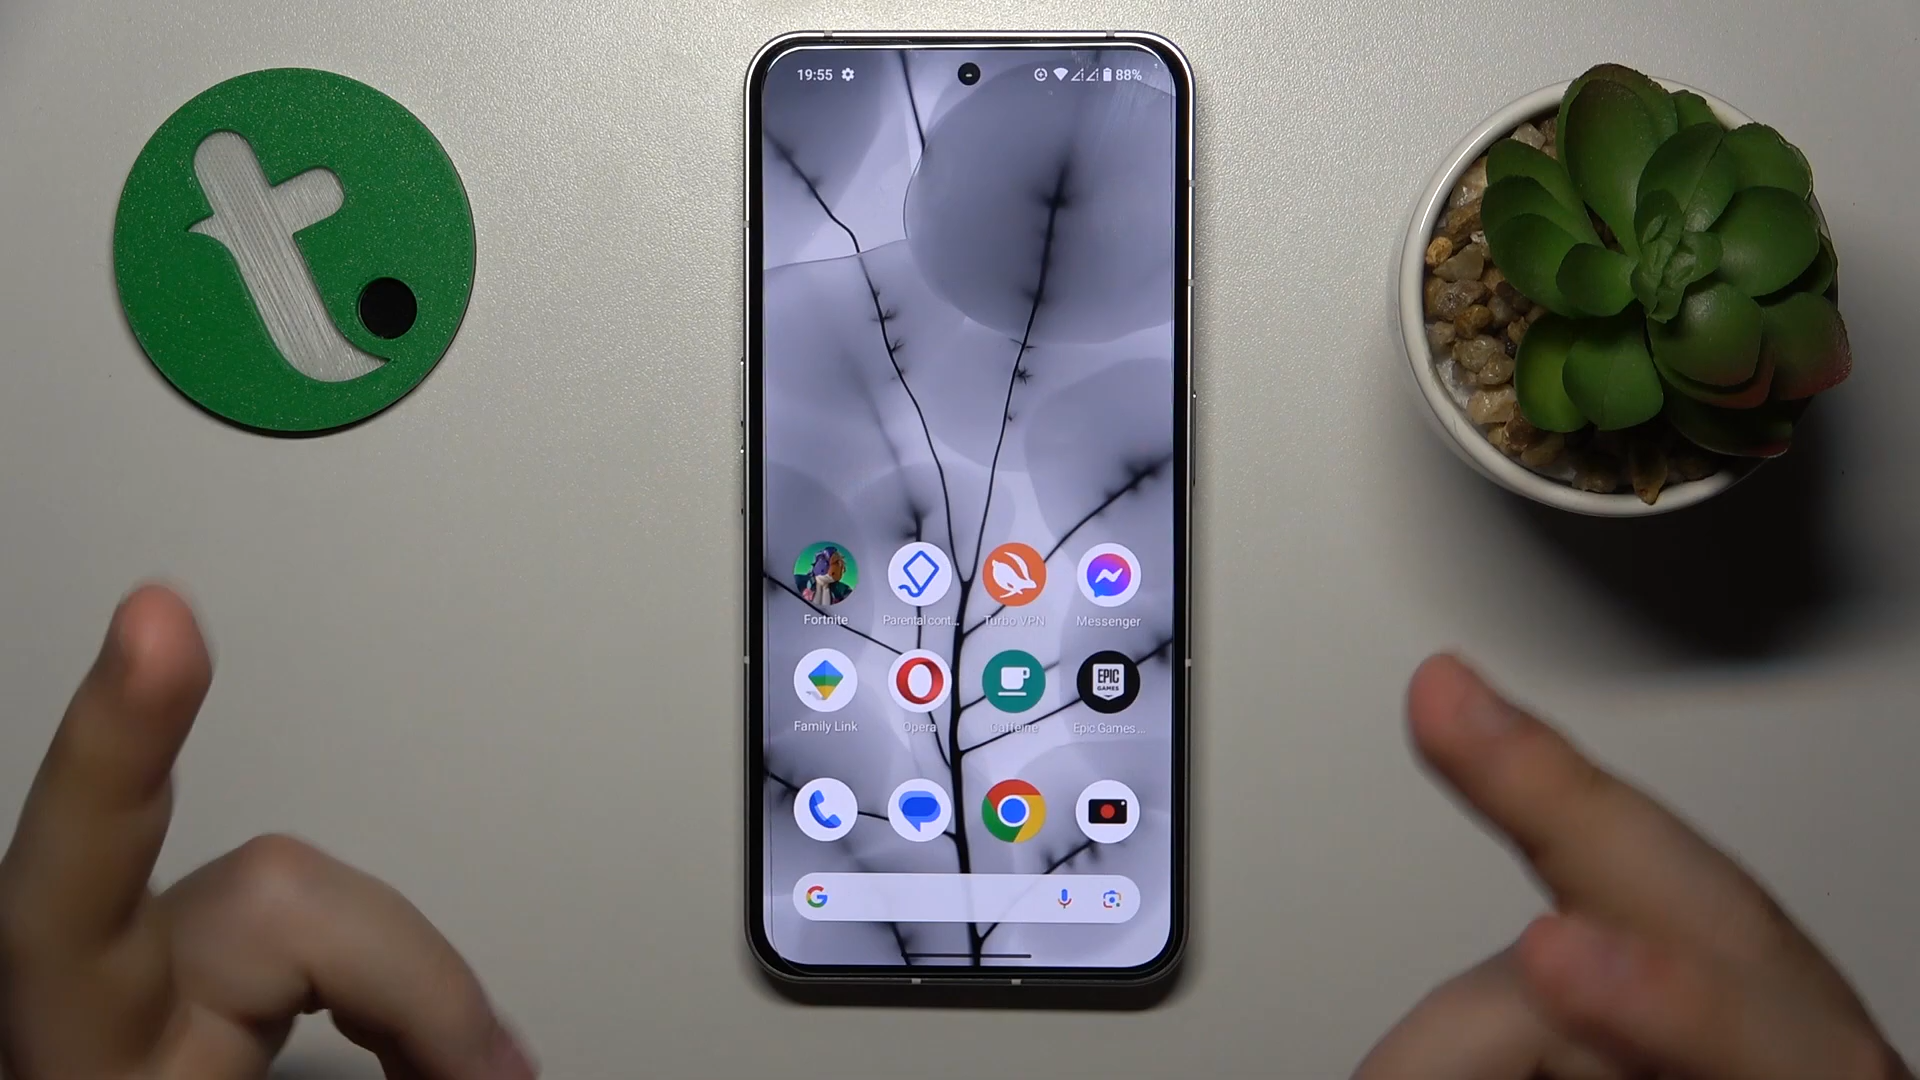 t.
19:55 88%
Fortnite Parental cont... Turbo VPN Messenger
EPIC
GAMES
Family Link Opera Caffeine Epic Games...
G